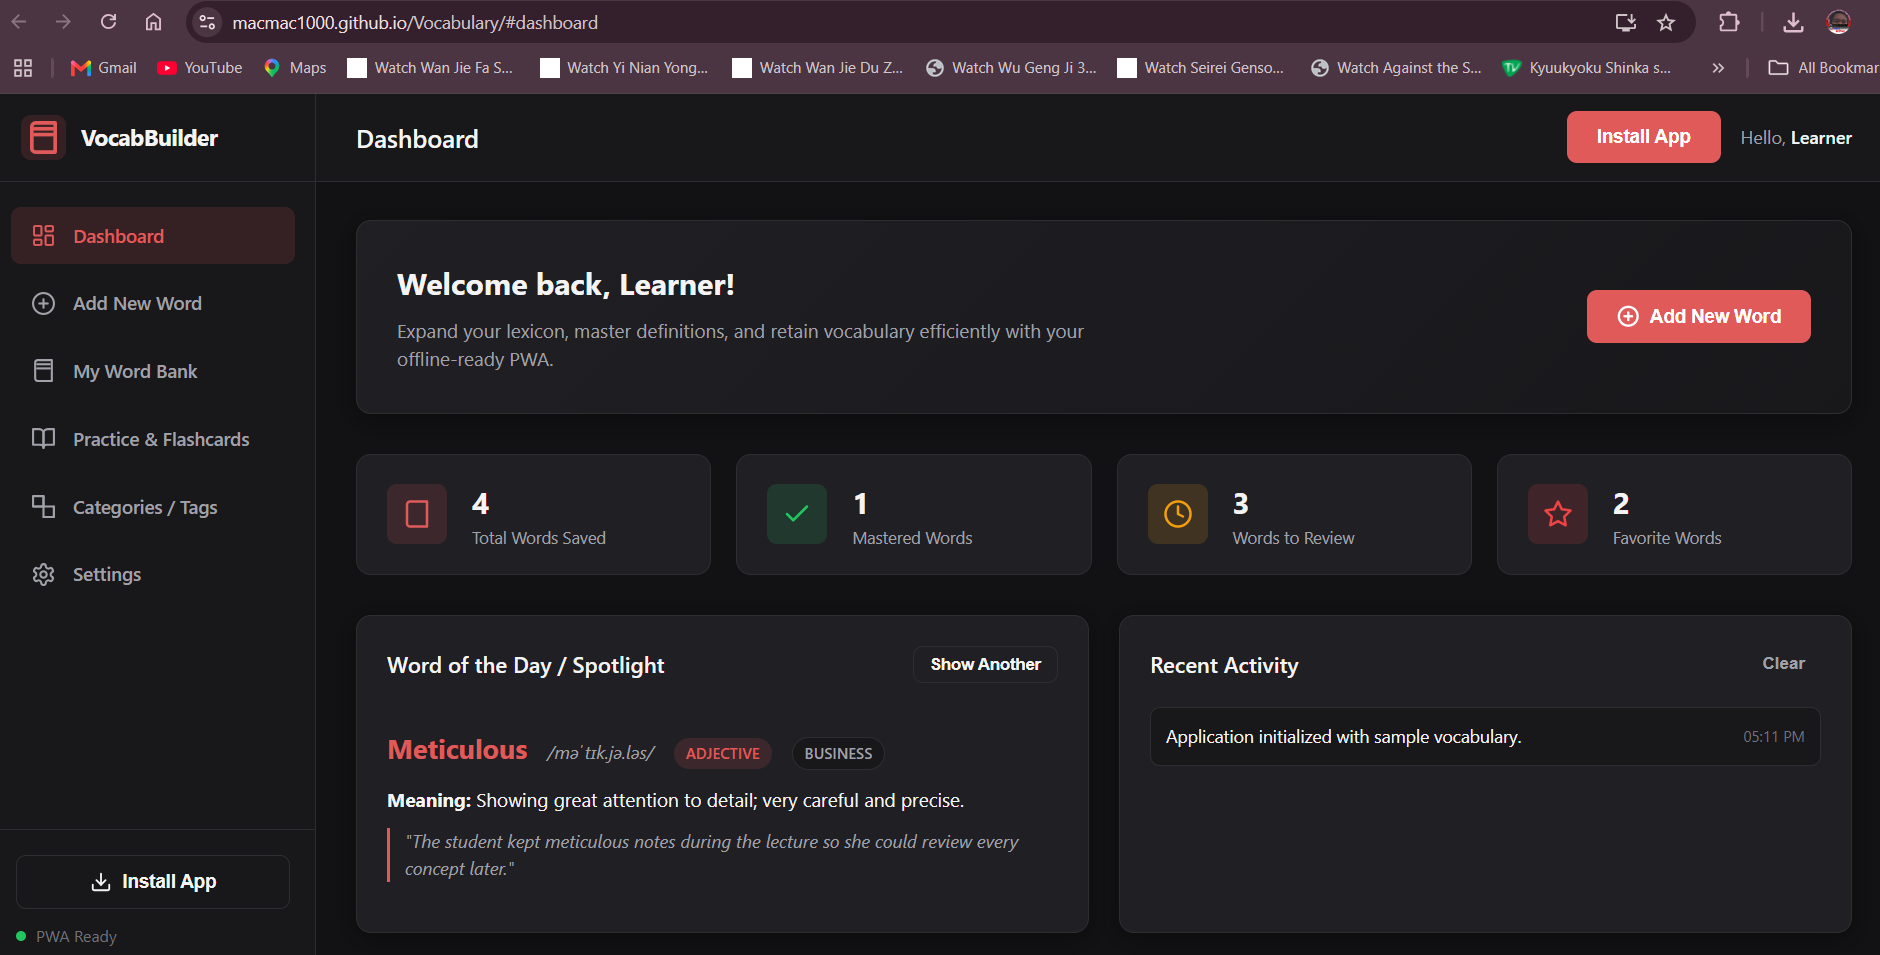 macmac1000.github.io/Vocabulary/#dashboard
Gmail
YouTube
Maps
Watch Wan Jie Fa S...
Watch Yi Nian Yong...
Watch Wan Jie Du Z...
Watch Wu Geng Ji 3...
Watch Seirei Genso...
Watch Against the S...
Kyuukyoku Shinka s...
All Bookmar
VocabBuilder
Dashboard
Add New Word
My Word Bank
Practice & Flashcards
Categories / Tags
Settings
Install App
PWA Ready
Dashboard
Install App
Hello, Learner
Welcome back, Learner!
Expand your lexicon, master definitions, and retain vocabulary efficiently with your
offline-ready PWA.
Add New Word
4
Total Words Saved
1
Mastered Words
3
Words to Review
2
Favorite Words
Word of the Day / Spotlight
Show Another
Meticulous /məˈtɪk.jə.ləs/ ADJECTIVE BUSINESS
Meaning: Showing great attention to detail; very careful and precise.
"The student kept meticulous notes during the lecture so she could review every
concept later."
Recent Activity
Clear
Application initialized with sample vocabulary.
05:11 PM